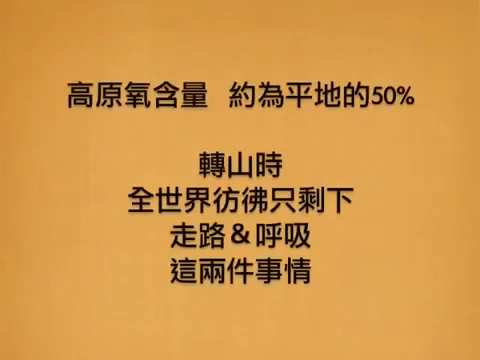 高原氧含量 約為平地的50%
轉山時
全世界彷彿只剩下
走路＆呼吸
這兩件事情